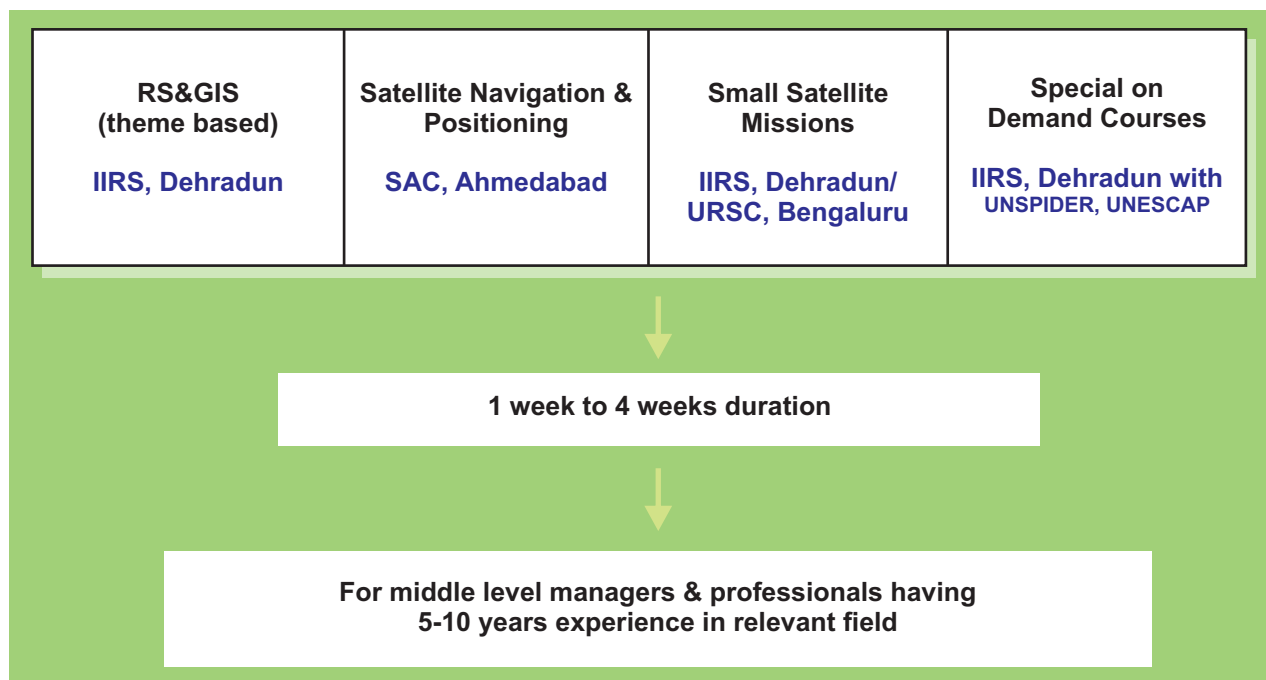 RS&GIS
(theme based)
IIRS, Dehradun
Satellite Navigation &
Positioning
SAC, Ahmedabad
Small Satellite
Missions
IIRS, Dehradun/
URSC, Bengaluru
Special on
Demand Courses
IIRS, Dehradun with
UNSPIDER, UNESCAP
1 week to 4 weeks duration
For middle level managers & professionals having
5-10 years experience in relevant field